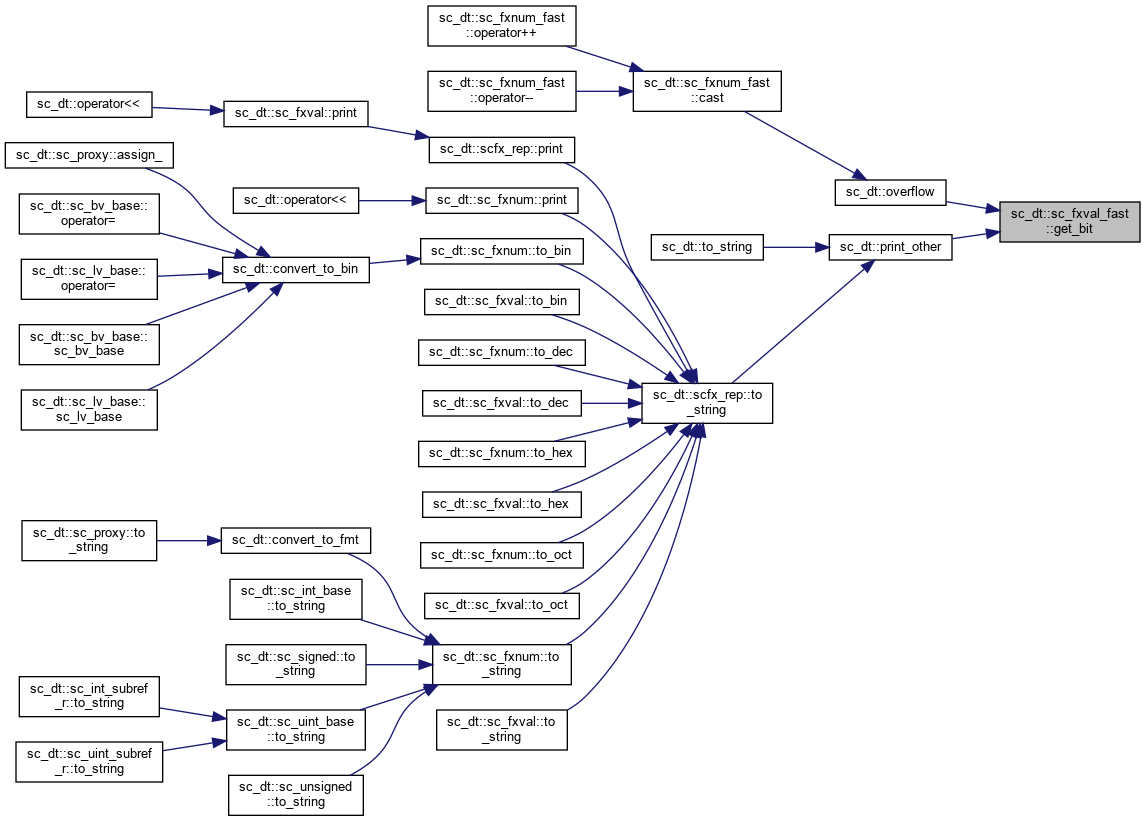 sc_dt::sc_fxnum_fast
::operator++
sc_dt::sc_fxnum_fast
::operator--
sc_dt::sc_fxnum_fast
::cast
sc_dt::operator<<
sc_dt::sc_fxval::print
sc_dt::scfx_rep::print
sc_dt::sc_proxy::assign_
sc_dt::operator<<
sc_dt::sc_fxnum::print
sc_dt::overflow
sc_dt::sc_fxval_fast
::get_bit
sc_dt::sc_bv_base::
operator=
sc_dt::to_string
sc_dt::print_other
sc_dt::sc_fxnum::to_bin
sc_dt::convert_to_bin
sc_dt::sc_lv_base::
operator=
sc_dt::sc_fxval::to_bin
sc_dt::sc_bv_base::
sc_bv_base
sc_dt::sc_fxnum::to_dec
sc_dt::sc_lv_base::
sc_lv_base
sc_dt::sc_fxval::to_dec
sc_dt::scfx_rep::to
_string
sc_dt::sc_fxnum::to_hex
sc_dt::sc_fxval::to_hex
sc_dt::sc_proxy::to
_string
sc_dt::convert_to_fmt
sc_dt::sc_fxnum::to_oct
sc_dt::sc_int_base
::to_string
sc_dt::sc_fxval::to_oct
sc_dt::sc_signed::to
_string
sc_dt::sc_fxnum::to
_string
sc_dt::sc_int_subref
_r::to_string
sc_dt::sc_uint_base
::to_string
sc_dt::sc_fxval::to
_string
sc_dt::sc_uint_subref
_r::to_string
sc_dt::sc_unsigned
::to_string